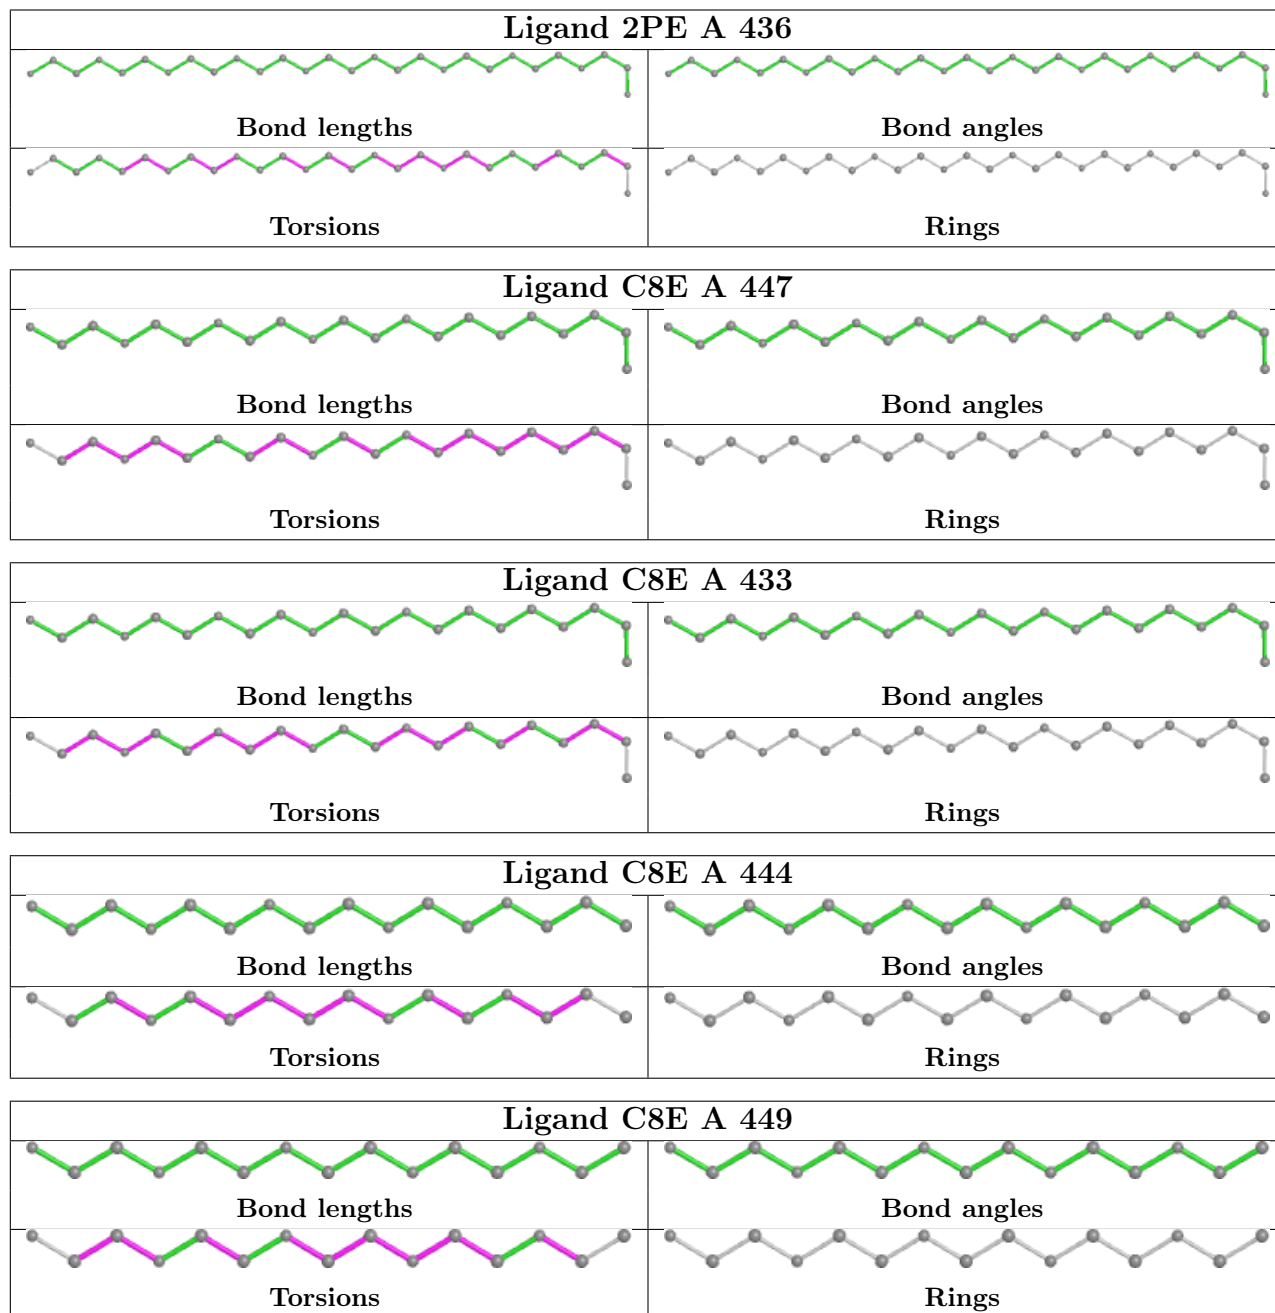 Ligand 2PE A 436
Bond lengths
Bond angles
Torsions
Rings
Ligand C8E A 447
Bond lengths
Bond angles
Torsions
Rings
Ligand C8E A 433
Bond lengths
Bond angles
Torsions
Rings
Ligand C8E A 444
Bond lengths
Bond angles
Torsions
Rings
Ligand C8E A 449
Bond lengths
Bond angles
Torsions
Rings